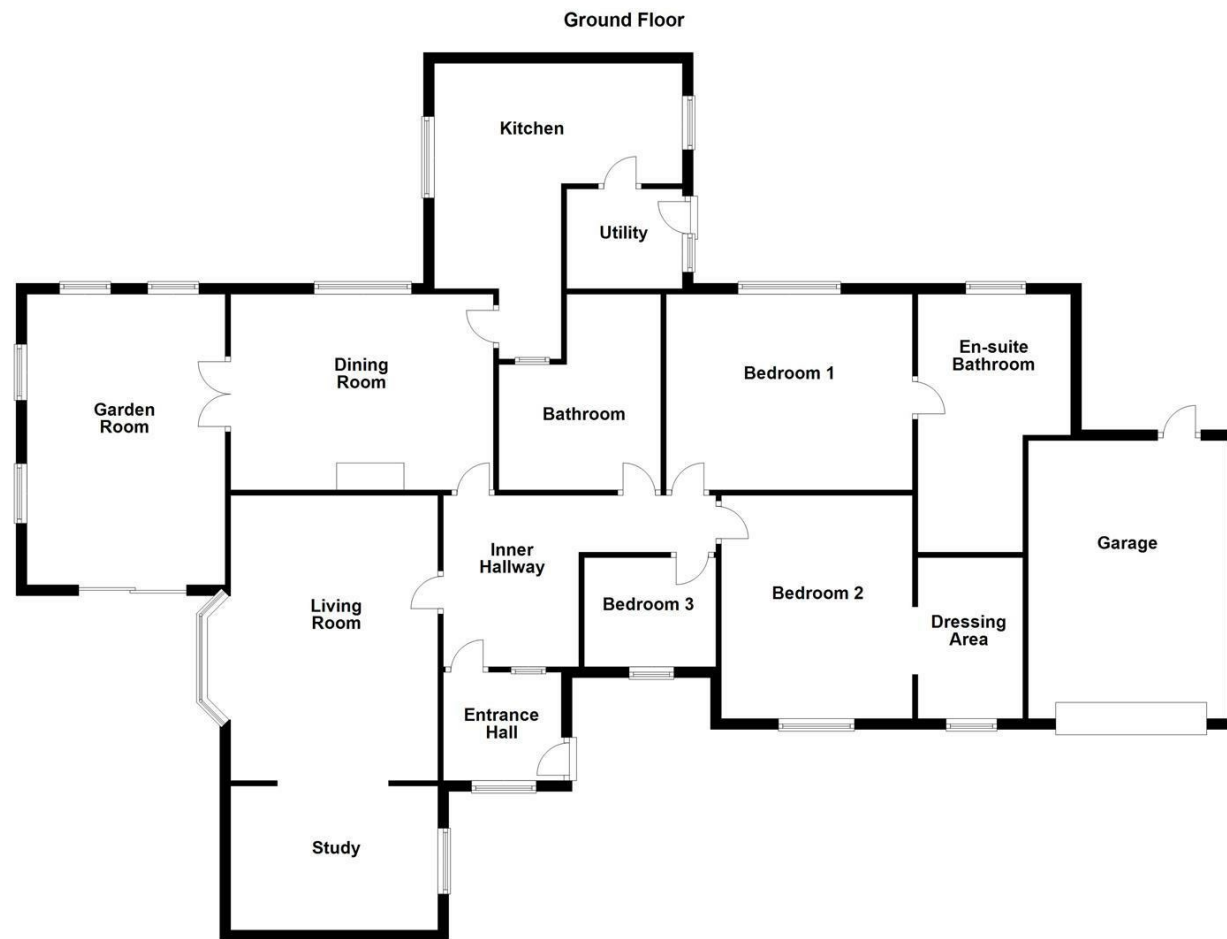 Ground Floor
Kitchen
Utility
En-suite
Bathroom
Dining
Room
Bedroom 1
Garden
Room
Bathroom
Garage
Inner
Hallway
Bedroom 2
Living
Room
Bedroom 3
Dressing
Area
Entrance
Hall
Study